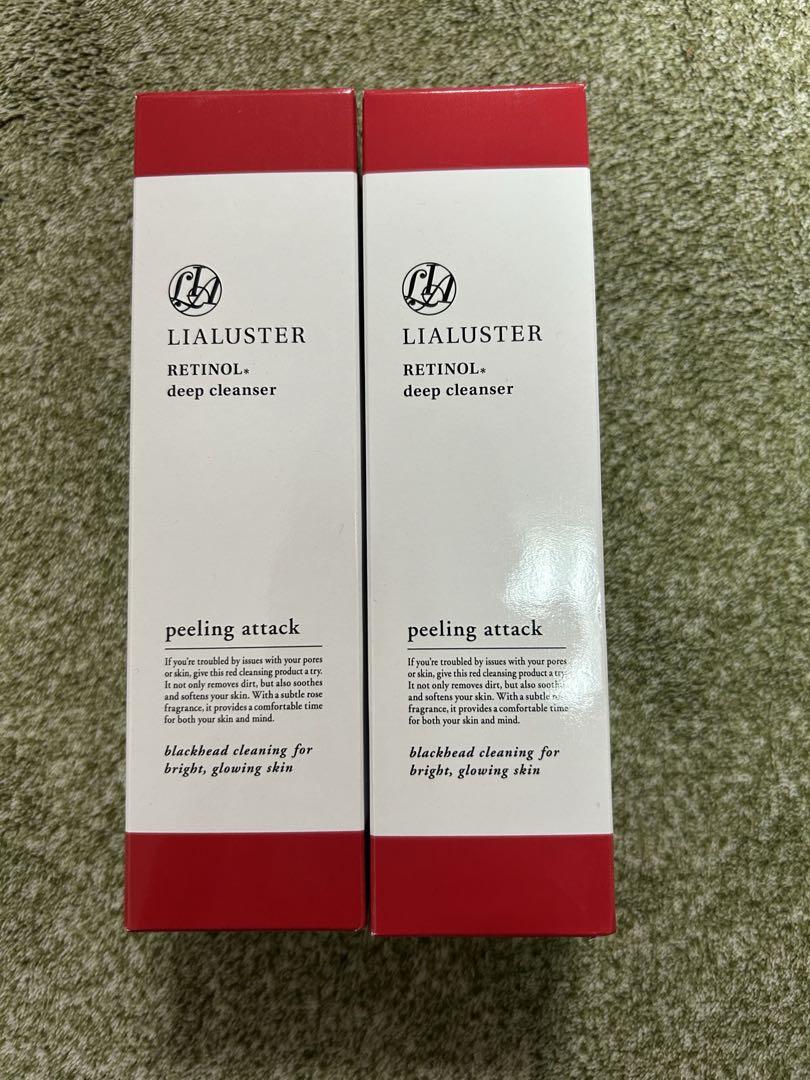 LIA
LIALUSTER
RETINOL*
deep cleanser
peeling attack
If you're troubled by issues with your pores
or skin, give this red cleansing product a try.
It not only removes dirt, but also soothes
and softens your skin. With a subtle rose
fragrance, it provides a comfortable time
for both your skin and mind.
blackhead cleaning for
bright, glowing skin
LIA
LIALUSTER
RETINOL*
deep cleanser
peeling attack
If you're troubled by issues with your pores
or skin, give this red cleansing product a try.
It not only removes dirt, but also soothes
and softens your skin. With a subtle rose
fragrance, it provides a comfortable time
for both your skin and mind.
blackhead cleaning for
bright, glowing skin